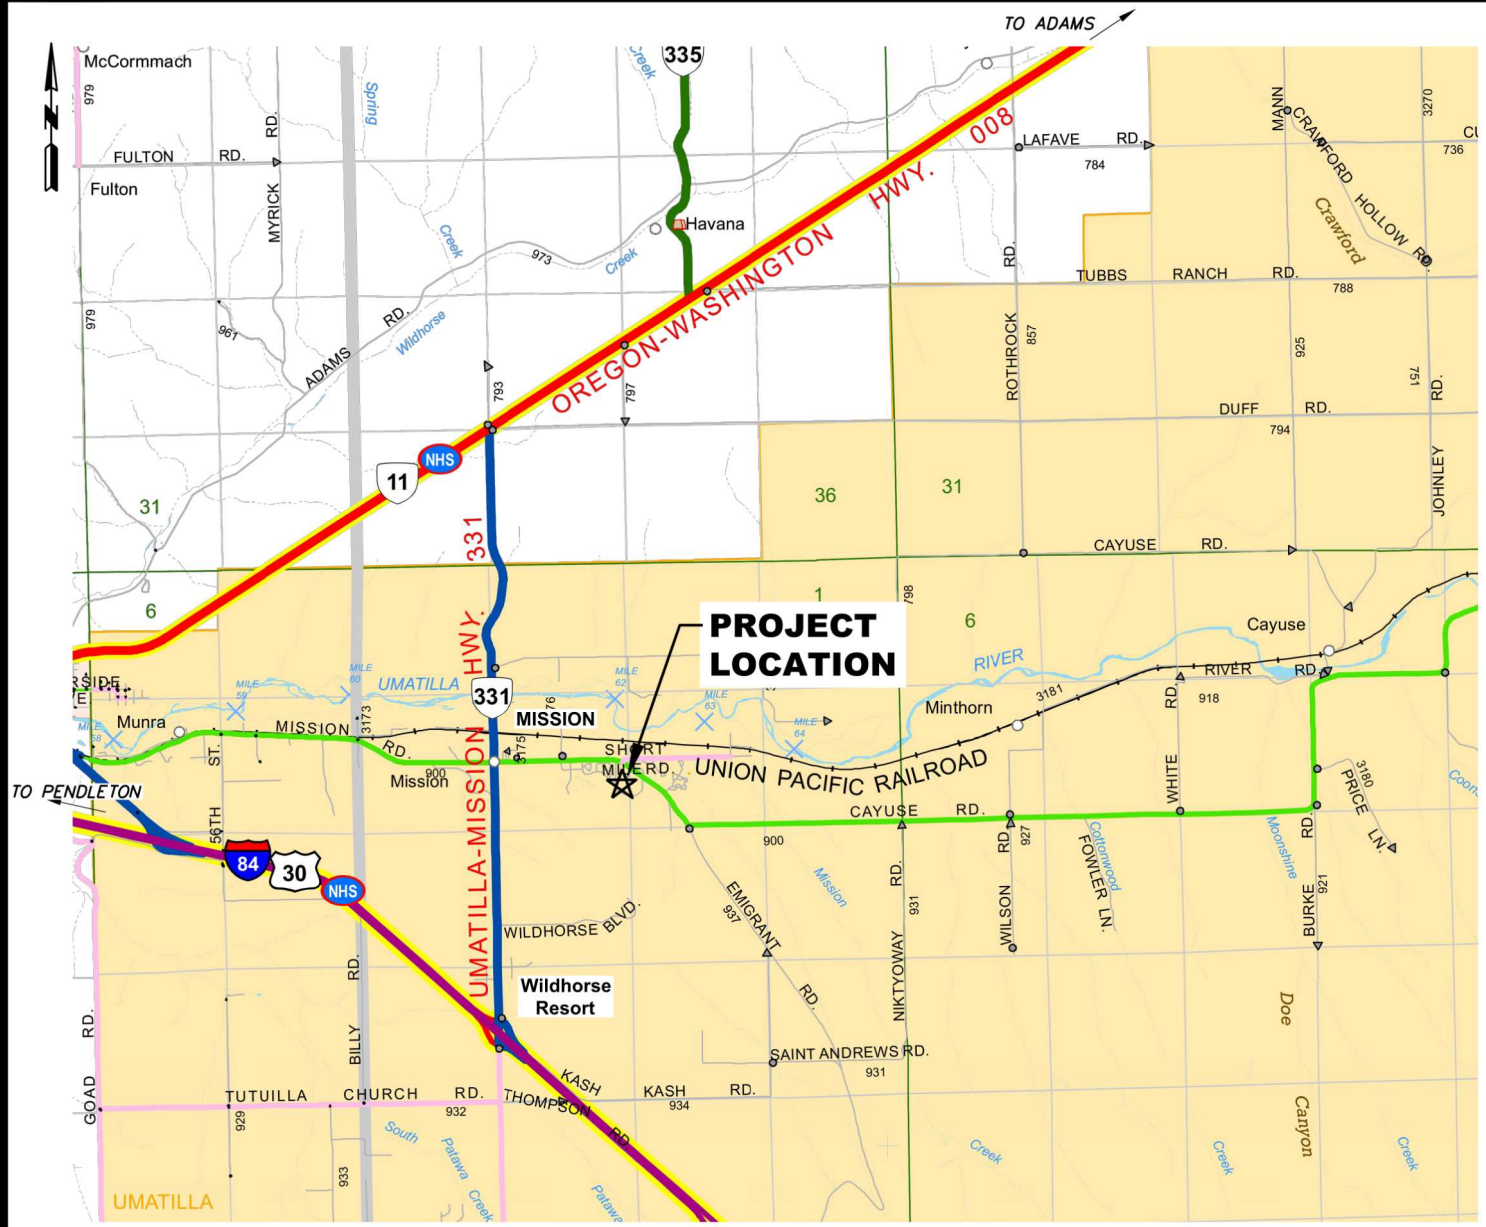 TO ADAMS
McCormmach
335
979
Spring
Creek
MANN
3270
RD.
008
LAFAVE RD.
784
CRAWFORD HOLLOW RD.
736
FULTON RD.
Fulton
N
MYRICK
HWY.
Crawford
Havana
Creek
973
Creek
RD.
TUBBS RANCH RD.
788
979
961
ADAMS RD.
Wildhorse
OREGON-WASHINGTON
ROTHROCK
857
925
751
RD.
793
797
DUFF RD.
794
NHS
11
JOHNLEY
31
36
31
331
CAYUSE RD.
6
1
798
6
PROJECT
LOCATION
Cayuse
HWY.
RIVER
RSIDE
E
MILE
59
MILE
60
UMATILLA
331
MILE
62
MILE
63
MILE
64
3181
RIVER RD.
918
Minthorn
Munra
MILE
58
MISSION RD.
3173
MISSION
76
3175
SHORT
MILE RD.
UNION PACIFIC RAILROAD
ST.
900
Mission
RD.
WHITE
3180
PRICE LN.
Coon
TO PENDLETON
56TH
CAYUSE RD.
900
84
30
NHS
UMATILLA-MISSION
Mission
EMIGRANT RD.
937
RD.
931
RD.
927
WILSON
Cottonwood
FOWLER LN.
Moonshine
RD.
921
BURKE
WILDHORSE BLVD.
NIKTYOWAY
Wildhorse
Resort
RD.
BILLY
RD.
GOAD
Doe
SAINT ANDREWS RD.
931
TUTUILLA CHURCH RD.
932
929
KASH
THOMPSON
RD.
KASH RD.
934
Canyon
South
Patawa
Creek
Patawa
Creek
Creek
Creek
933
UMATILLA